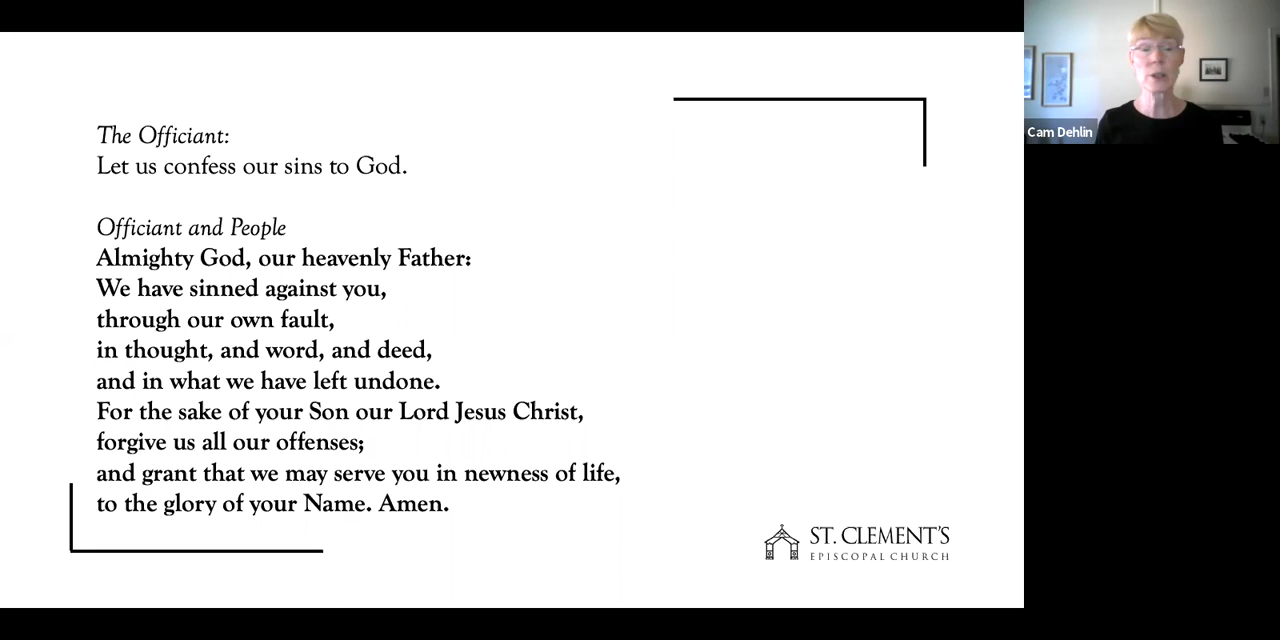 The Officiant:
Let us confess our sins to God.
Officiant and People
Almighty God, our heavenly Father:
We have sinned against you,
through our own fault,
in thought, and word, and deed,
and in what we have left undone.
For the sake of your Son our Lord Jesus Christ,
forgive us all our offenses;
and grant that we may serve you in newness of life,
to the glory of your Name. Amen.
ST. CLEMENT'S
EPISCOPAL CHURCH
Cam Dehlin